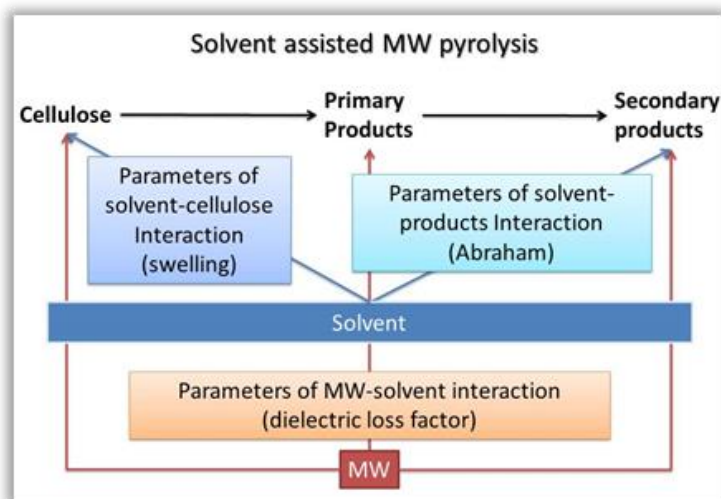 Solvent assisted MW pyrolysis
Cellulose
Primary
Products
Secondary
products
Parameters of
solvent-cellulose
Interaction
(swelling)
Parameters of solvent-
products Interaction
(Abraham)
Solvent
Parameters of MW-solvent interaction
(dielectric loss factor)
MW